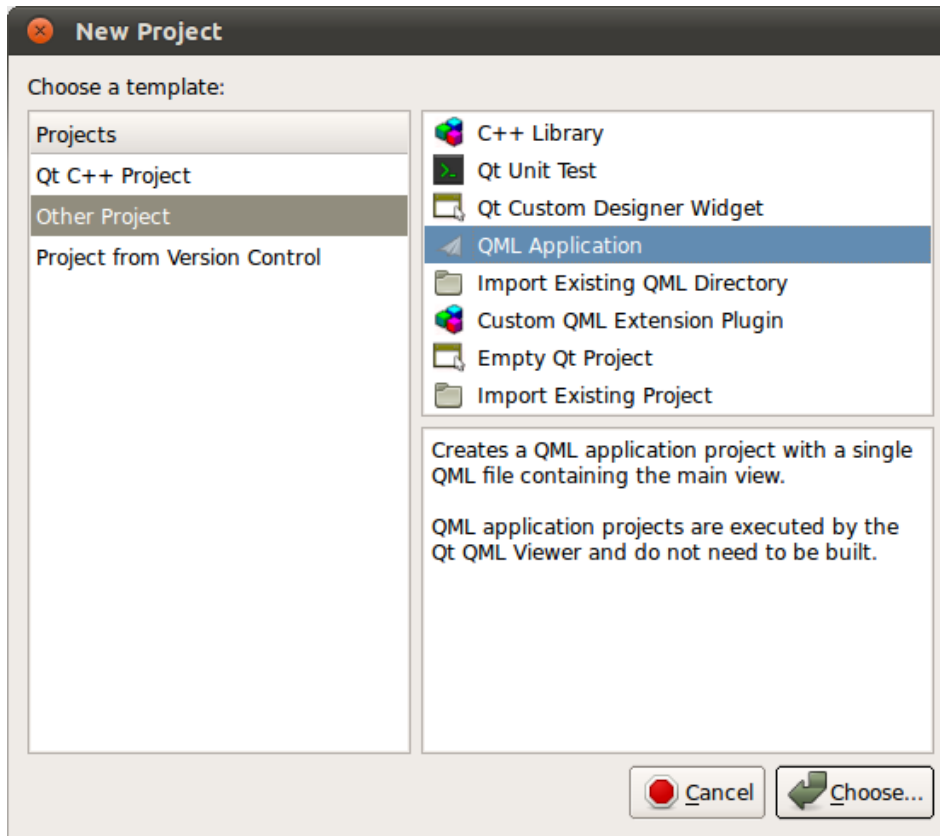 New Project
Choose a template:
Projects
Qt C++ Project
Other Project
Project from Version Control
C++ Library
Qt Unit Test
Qt Custom Designer Widget
QML Application
Import Existing QML Directory
Custom QML Extension Plugin
Empty Qt Project
Import Existing Project
Creates a QML application project with a single
QML file containing the main view.
QML application projects are executed by the
Qt QML Viewer and do not need to be built.
Cancel
Choose...